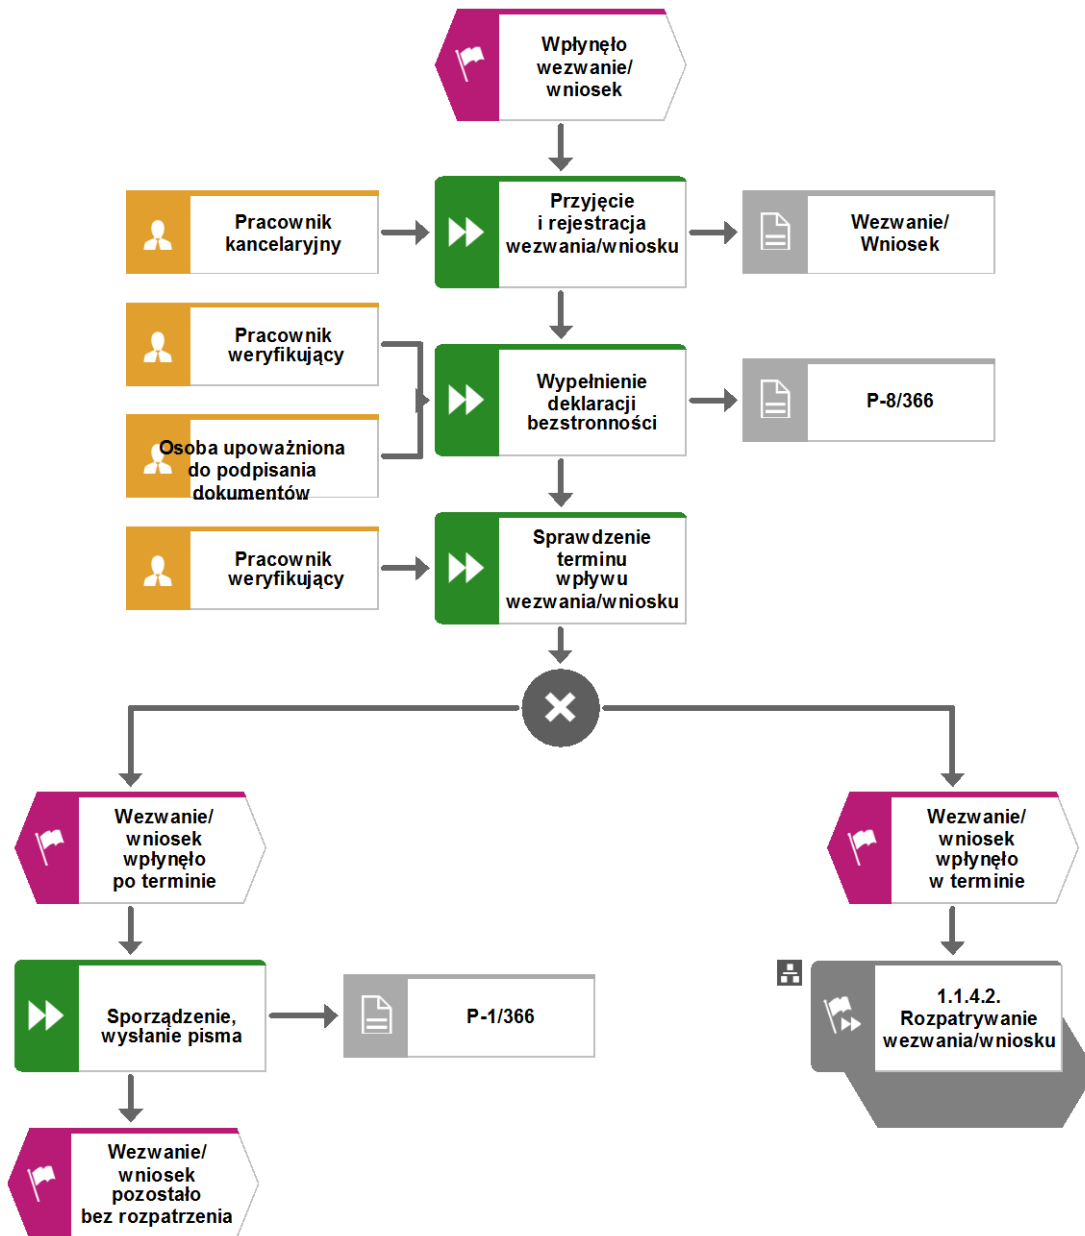 Wpłynęło
wezwanie/
wniosek
Pracownik
kancelaryjny
Przyjęcie
i rejestracja
wezwania/wniosku
Wezwanie/
Wniosek
Pracownik
weryfikujący
Osoba upoważniona
do podpisania
dokumentów
Wypełnienie
deklaracji
bezstronności
P-8/366
Pracownik
weryfikujący
Sprawdzenie
terminu
wpływu
wezwania/wniosku
Wezwanie/
wniosek
wpłynęło
po terminie
Wezwanie/
wniosek
wpłynęło
w terminie
Sporządzenie,
wysłanie pisma
P-1/366
1.1.4.2.
Rozpatrywanie
wezwania/wniosku
Wezwanie/
wniosek
pozostało
bez rozpatrzenia